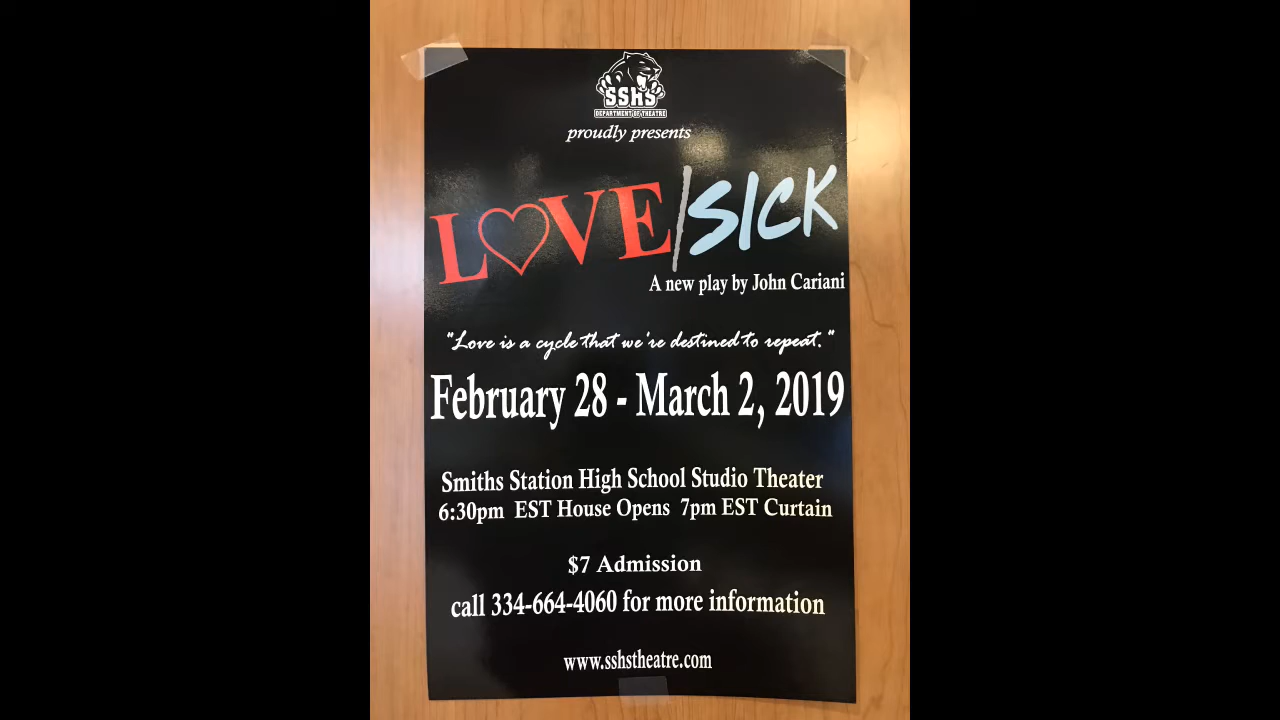 SSHS
DEPARTMENT OF THEATRE
proudly presents
LOVE/SICK
A new play by John Cariani
"Love is a cycle that we're destined to repeat."
February 28 - March 2, 2019
Smiths Station High School Studio Theater
6:30pm EST House Opens 7pm EST Curtain
$7 Admission
call 334-664-4060 for more information
www.sshstheatre.com